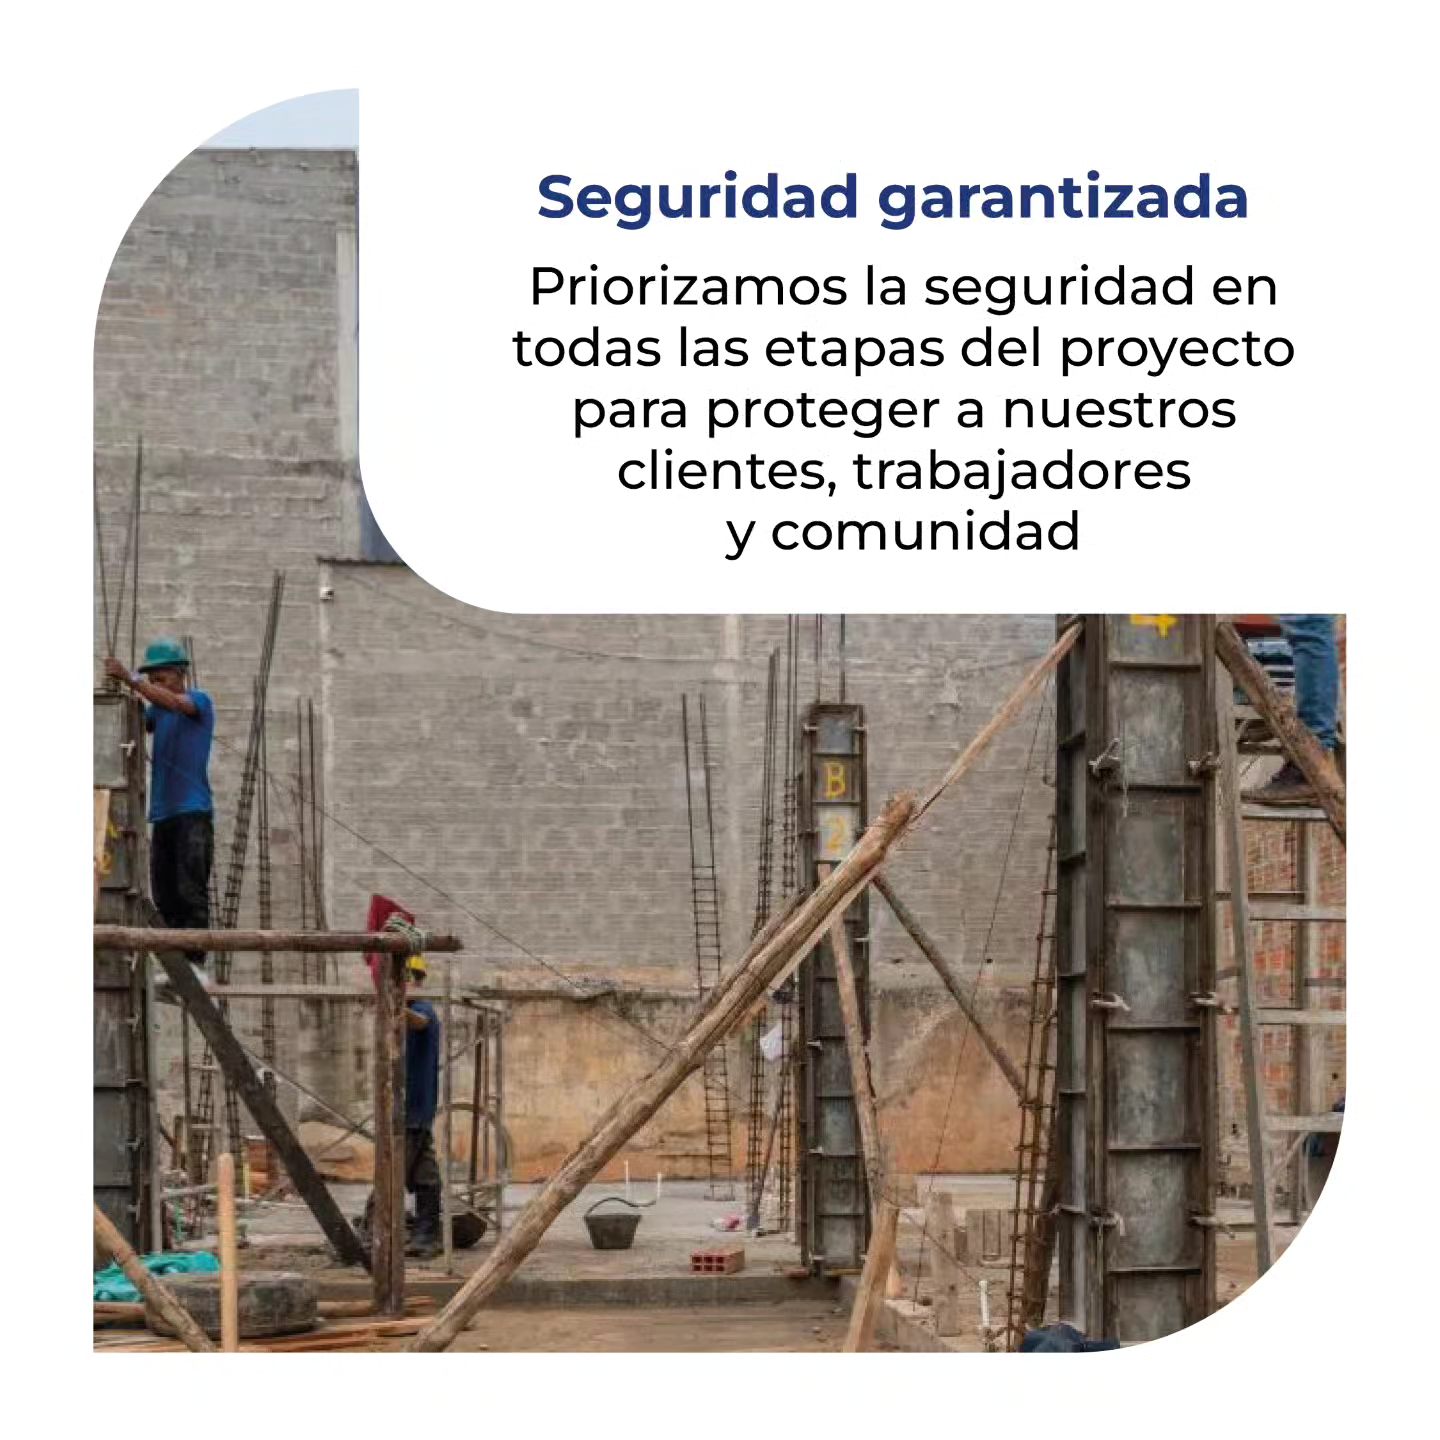 Seguridad garantizada
Priorizamos la seguridad en
todas las etapas del proyecto
para proteger a nuestros
clientes, trabajadores
y comunidad
B
2